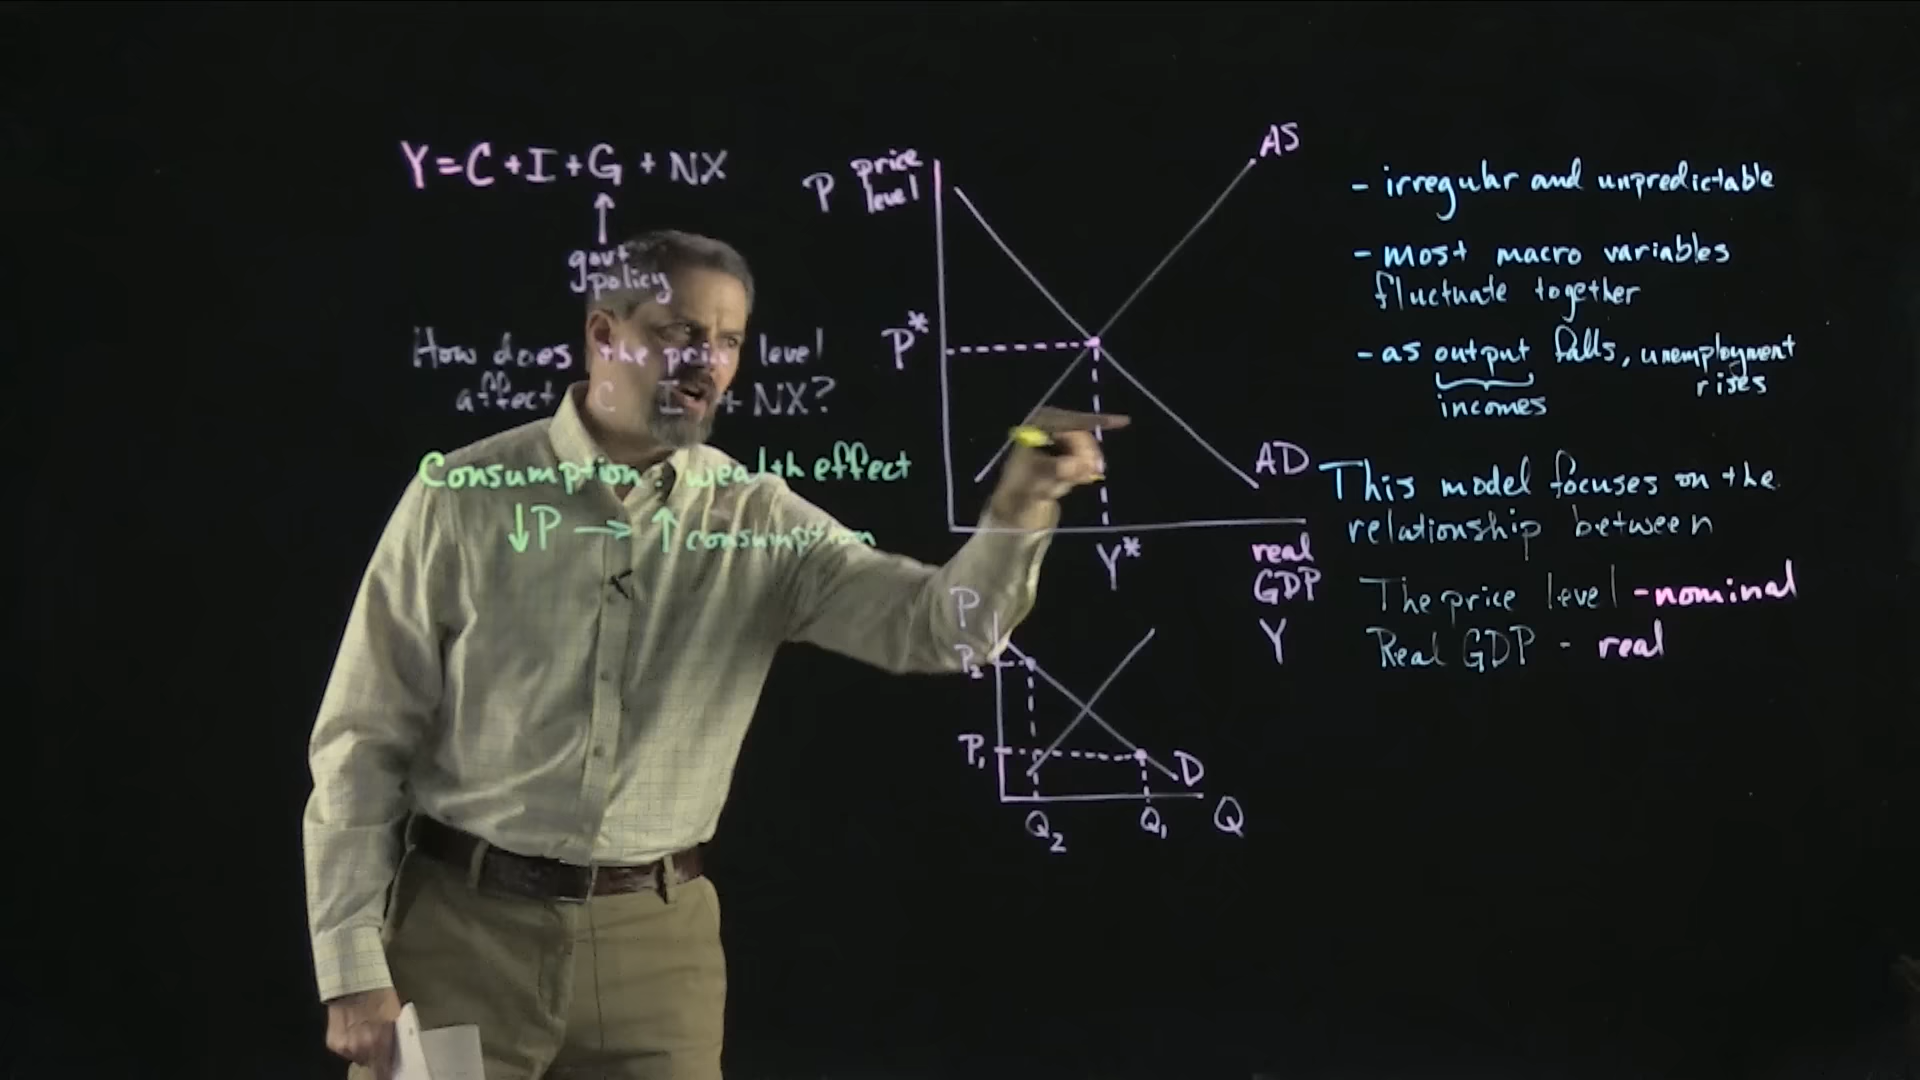 Y=C+I+G+NX
govt
policy
How does the price level
affect C I + NX?
Consumption: wealth effect
↓P → ↑ consumption
P price
level
AS
P*
AD
Y*
real
GDP
Y
P
P2
P1
D
Q2
Q1
Q
- irregular and unpredictable
- most macro variables
fluctuate together
- as output falls, unemployment
rises
incomes
This model focuses on the
relationship between
The price level - nominal
Real GDP - real